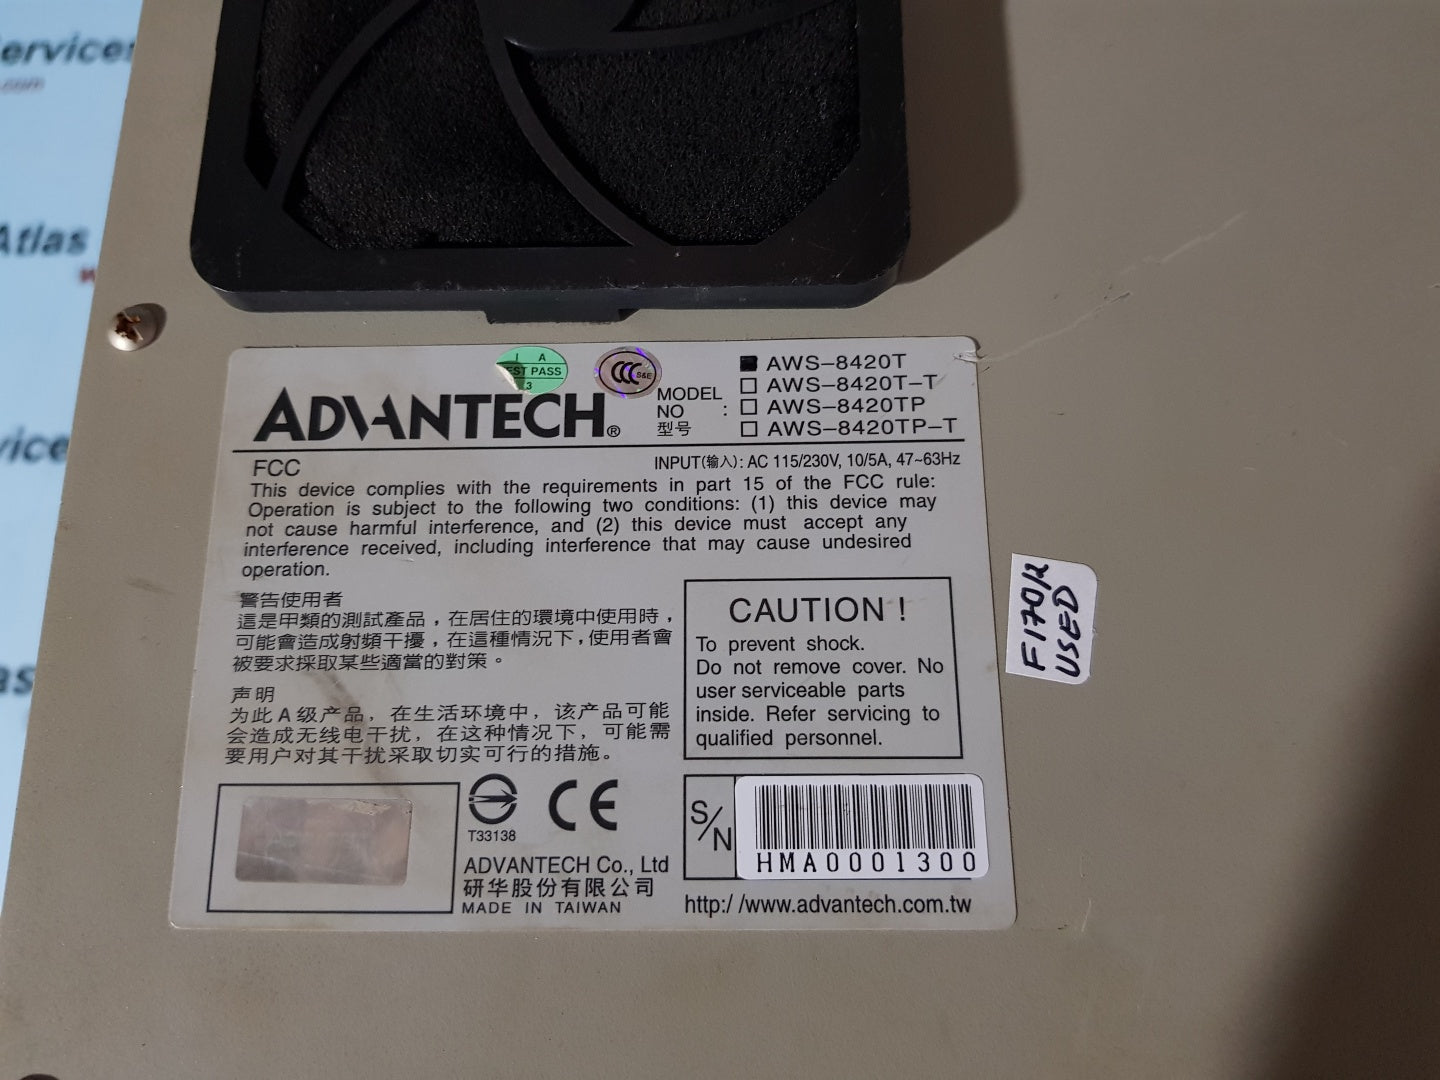 ervices
.com
Atlas
w
vice
as
I A
EST PASS
3
CCC S&E
ADVANTECH®
MODEL NO : 型号
■ AWS-8420T
□ AWS-8420T-T
□ AWS-8420TP
□ AWS-8420TP-T
FCC
INPUT(输入): AC 115/230V, 10/5A, 47~63Hz
This device complies with the requirements in part 15 of the FCC rule:
Operation is subject to the following two conditions: (1) this device may
not cause harmful interference, and (2) this device must accept any
interference received, including interference that may cause undesired
operation.
警告使用者
這是甲類的測試產品，在居住的環境中使用時，
可能會造成射頻干擾，在這種情況下，使用者會
被要求採取某些適當的對策。
声明
为此A级产品，在生活环境中，该产品可能
会造成无线电干扰，在这种情况下，可能需
要用户对其干扰采取切实可行的措施。
CAUTION !
To prevent shock.
Do not remove cover. No
user serviceable parts
inside. Refer servicing to
qualified personnel.
T33138
CE
ADVANTECH Co., Ltd
研华股份有限公司
MADE IN TAIWAN
S/N
HMA0001300
http://www.advantech.com.tw
F170/2
USED